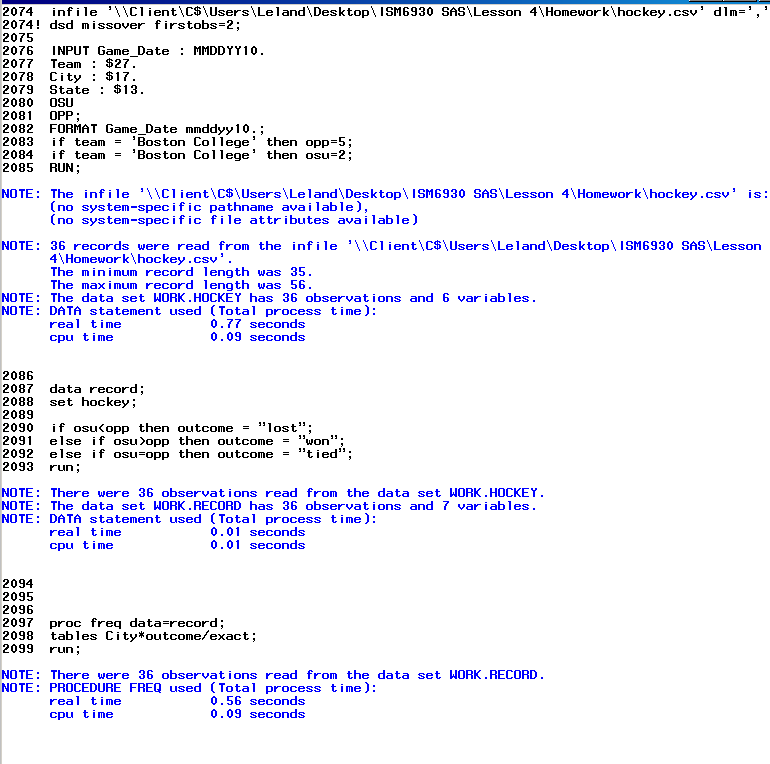 2074  infile '\\Client\C$\Users\Leland\Desktop\ISM6930 SAS\Lesson 4\Homework\hockey.csv' dlm=','
2074! dsd missover firstobs=2;
2075
2076  INPUT Game_Date : MMDDYY10.
2077  Team : $27.
2078  City : $17.
2079  State : $13.
2080  OSU
2081  OPP;
2082  FORMAT Game_Date mmddyy10.;
2083  if team = 'Boston College' then opp=5;
2084  if team = 'Boston College' then osu=2;
2085  RUN;
NOTE: The infile '\\Client\C$\Users\Leland\Desktop\ISM6930 SAS\Lesson 4\Homework\hockey.csv' is:
      (no system-specific pathname available),
      (no system-specific file attributes available)
NOTE: 36 records were read from the infile '\\Client\C$\Users\Leland\Desktop\ISM6930 SAS\Lesson
      4\Homework\hockey.csv'.
      The minimum record length was 35.
      The maximum record length was 56.
NOTE: The data set WORK.HOCKEY has 36 observations and 6 variables.
NOTE: DATA statement used (Total process time):
      real time           0.77 seconds
      cpu time            0.09 seconds
2086
2087  data record;
2088  set hockey;
2089
2090  if osu<opp then outcome = "lost";
2091  else if osu>opp then outcome = "won";
2092  else if osu=opp then outcome = "tied";
2093  run;
NOTE: There were 36 observations read from the data set WORK.HOCKEY.
NOTE: The data set WORK.RECORD has 36 observations and 7 variables.
NOTE: DATA statement used (Total process time):
      real time           0.01 seconds
      cpu time            0.01 seconds
2094
2095
2096
2097  proc freq data=record;
2098  tables City*outcome/exact;
2099  run;
NOTE: There were 36 observations read from the data set WORK.RECORD.
NOTE: PROCEDURE FREQ used (Total process time):
      real time           0.56 seconds
      cpu time            0.09 seconds